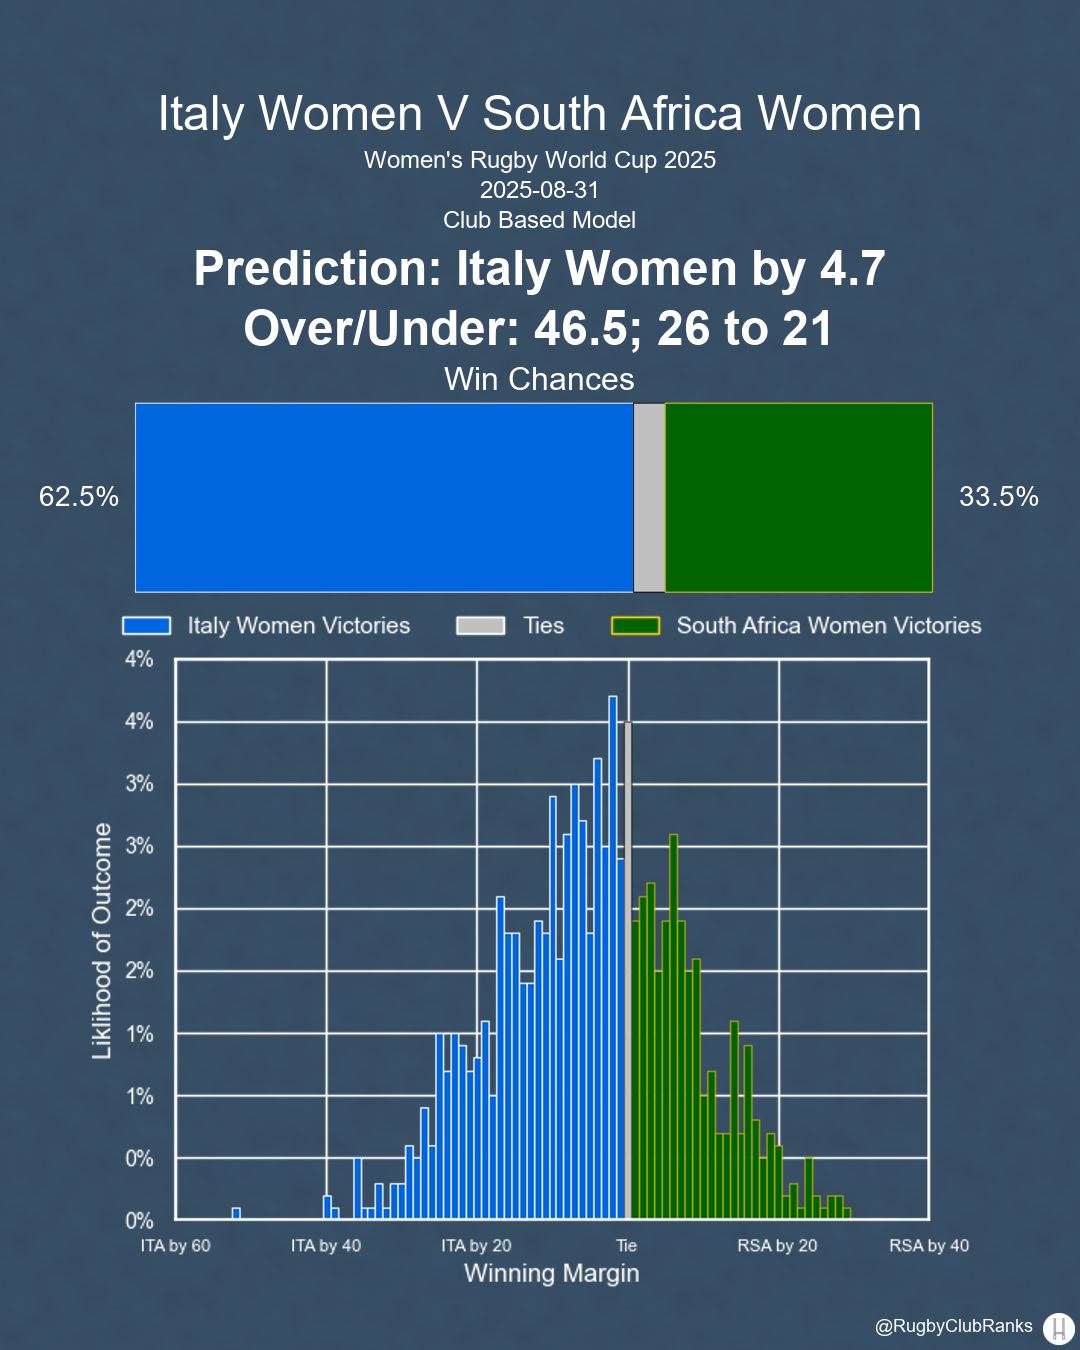 Italy Women V South Africa Women
Women's Rugby World Cup 2025
2025-08-31
Club Based Model
Prediction: Italy Women by 4.7
Over/Under: 46.5; 26 to 21
Win Chances
62.5%
33.5%
Italy Women Victories
Ties
South Africa Women Victories
4%
4%
3%
3%
2%
2%
1%
1%
0%
0%
Liklihood of Outcome
ITA by 60
ITA by 40
ITA by 20
Tie
RSA by 20
RSA by 40
Winning Margin
@RugbyClubRanks